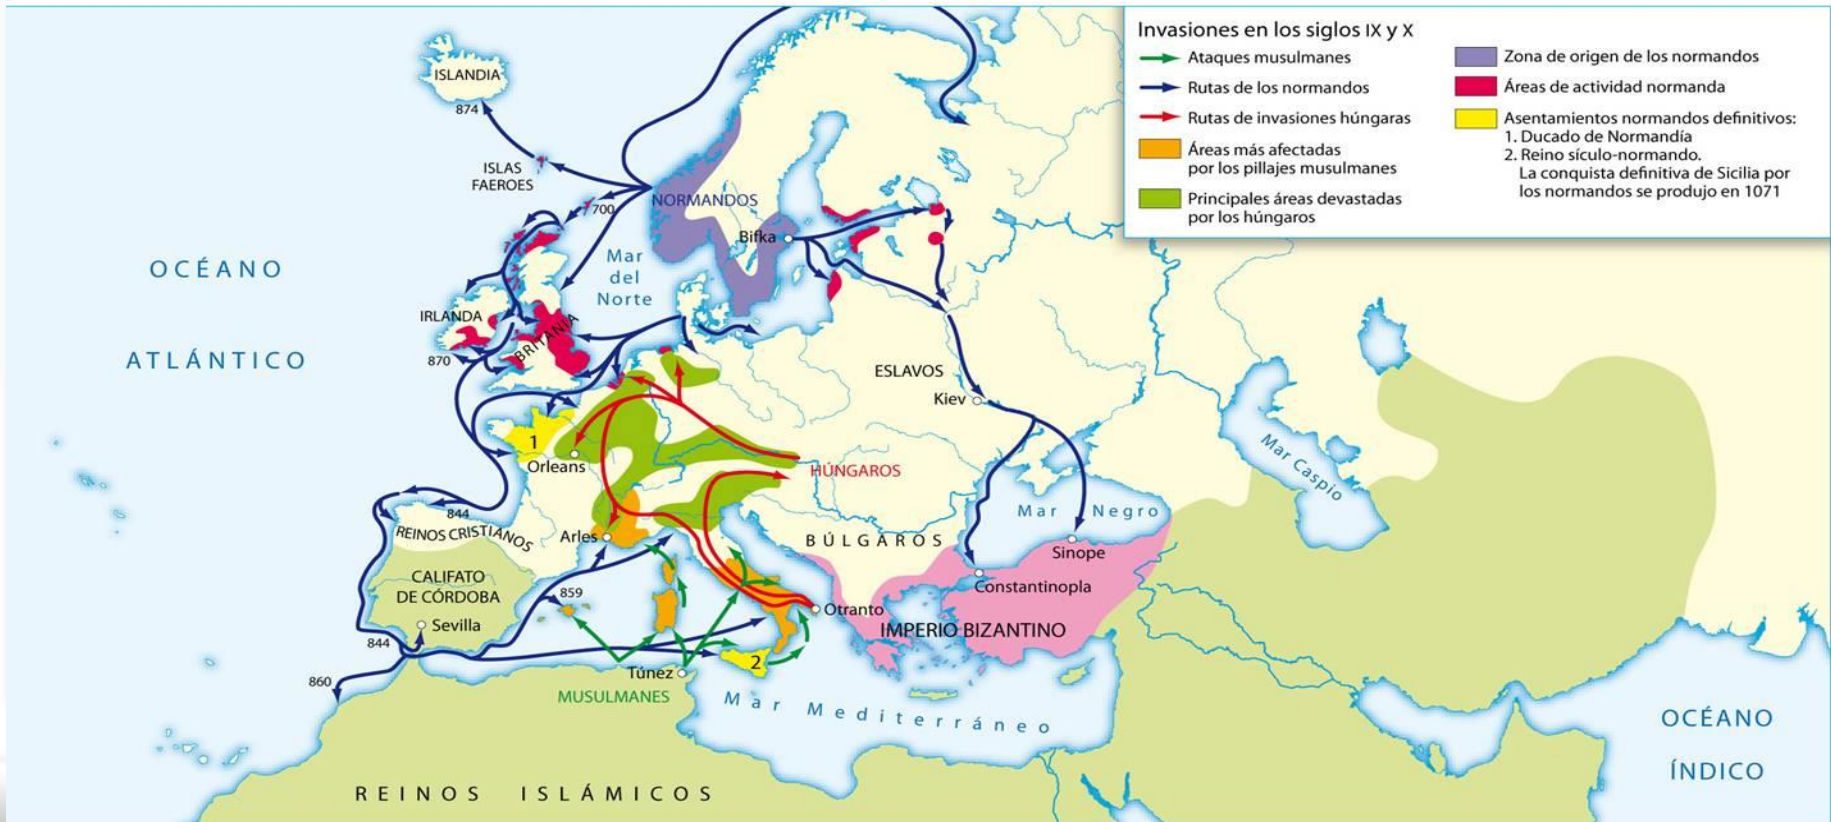 Invasiones en los siglos IX y X
Ataques musulmanes
Rutas de los normandos
Rutas de invasiones húngaras
Áreas más afectadas
por los pillajes musulmanes
Principales áreas devastadas
por los húngaros
Zona de origen de los normandos
Áreas de actividad normanda
Asentamientos normandos definitivos:
1. Ducado de Normandía
2. Reino sículo-normando.
La conquista definitiva de Sicilia por
los normandos se produjo en 1071
ISLANDIA
874
ISLAS
FAEROES
700
NORMANDOS
Bifka
Mar
del
Norte
OCÉANO
ATLÁNTICO
IRLANDA
BRITANIA
870
ESLAVOS
Kiev
1
Orleans
HÚNGAROS
Mar Caspio
844
REINOS CRISTIANOS
Arles
Mar Negro
BÚLGAROS
Sinope
CALIFATO
DE CÓRDOBA
859
Constantinopla
Otranto
Sevilla
IMPERIO BIZANTINO
844
2
Túnez
860
MUSULMANES
Mar Mediterráneo
OCÉANO
ÍNDICO
REINOS ISLÁMICOS